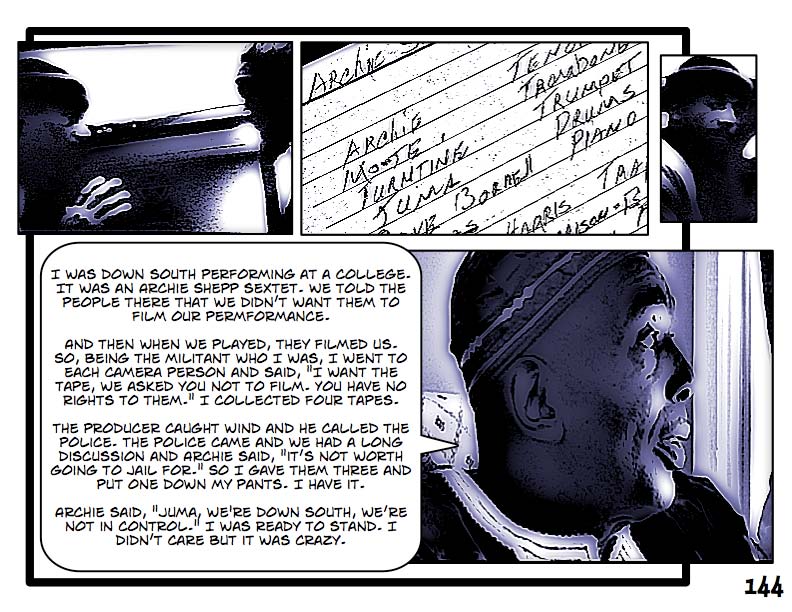 Archie S
TENOR
ARCHIE TROMBONE
MONTE. TRUMPET
TURNTINE DRUMS
JUMA PIANO
BORRELL
HARRIS TRA
I WAS DOWN SOUTH PERFORMING AT A COLLEGE.
IT WAS AN ARCHIE SHEPP SEXTET. WE TOLD THE
PEOPLE THERE THAT WE DIDN'T WANT THEM TO
FILM OUR PERMFORMANCE.
AND THEN WHEN WE PLAYED, THEY FILMED US.
SO, BEING THE MILITANT WHO I WAS, I WENT TO
EACH CAMERA PERSON AND SAID, "I WANT THE
TAPE, WE ASKED YOU NOT TO FILM. YOU HAVE NO
RIGHTS TO THEM." I COLLECTED FOUR TAPES.
THE PRODUCER CAUGHT WIND AND HE CALLED THE
POLICE. THE POLICE CAME AND WE HAD A LONG
DISCUSSION AND ARCHIE SAID, "IT'S NOT WORTH
GOING TO JAIL FOR." SO I GAVE THEM THREE AND
PUT ONE DOWN MY PANTS. I HAVE IT.
ARCHIE SAID, "JUMA, WE'RE DOWN SOUTH, WE'RE
NOT IN CONTROL." I WAS READY TO STAND. I
DIDN'T CARE BUT IT WAS CRAZY.
144